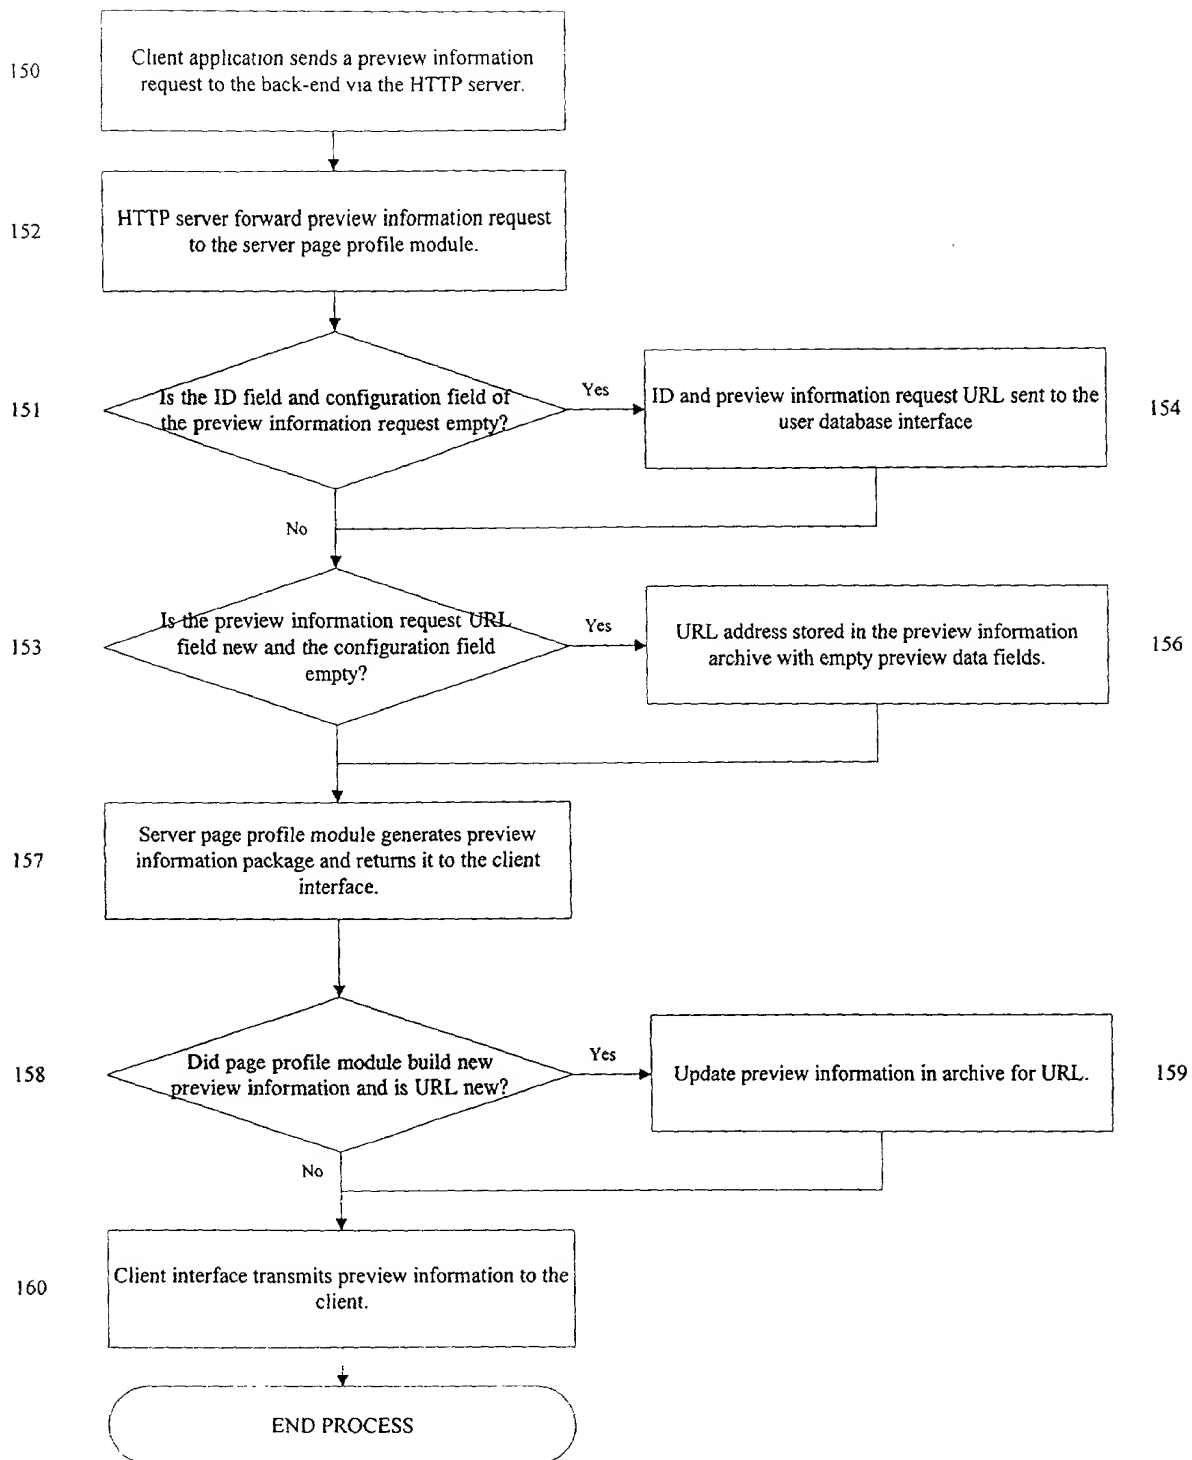 150
Client application sends a preview information
request to the back-end via the HTTP server.
152
HTTP server forward preview information request
to the server page profile module.
151
Is the ID field and configuration field of
the preview information request empty?
Yes
ID and preview information request URL sent to the
user database interface
154
No
153
Is the preview information request URL
field new and the configuration field
empty?
Yes
URL address stored in the preview information
archive with empty preview data fields.
156
157
Server page profile module generates preview
information package and returns it to the client
interface.
158
Did page profile module build new
preview information and is URL new?
Yes
Update preview information in archive for URL.
159
No
160
Client interface transmits preview information to the
client.
END PROCESS